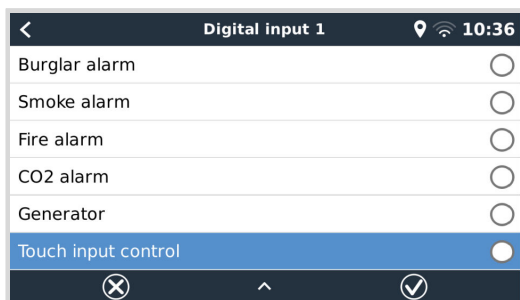 Digital input 1
10:36
Burglar alarm
Smoke alarm
Fire alarm
CO2 alarm
Generator
Touch input control